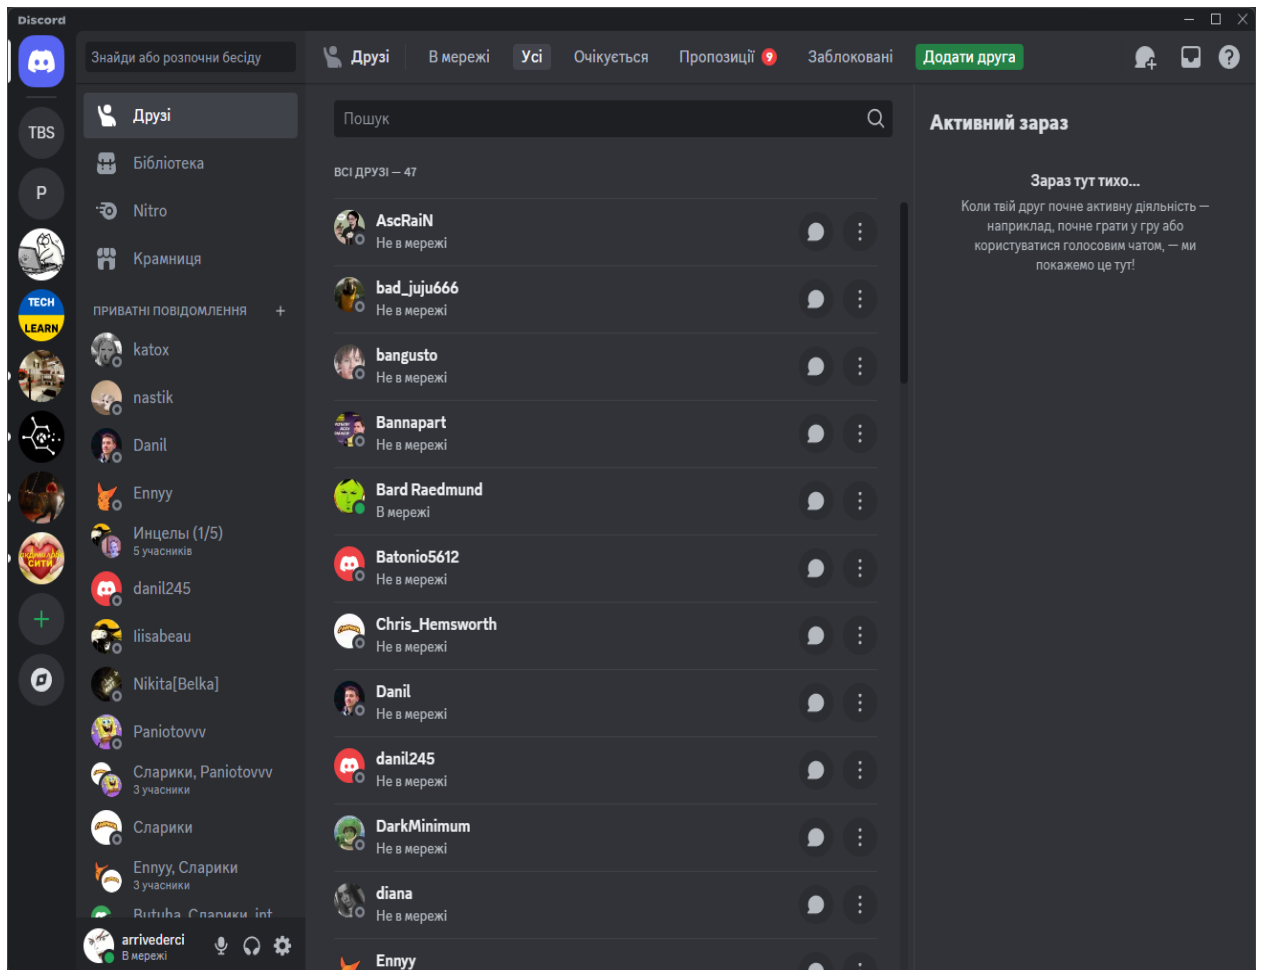 Discord
Знайди або розпочни бесіду
Друзі
В мережі
Усі
Очікується
Пропозиції 9
Заблоковані
Додати друга
TBS
P
TECH
LEARN
СИТИ
Друзі
Бібліотека
Nitro
Крамниця
ПРИВАТНІ ПОВІДОМЛЕННЯ
katox
nastik
Danil
Ennyy
Инцелы (1/5)
5 учасників
danil245
liisabeau
Nikita[Belka]
Paniotovvv
Сларики, Paniotovvv
3 учасники
Сларики
Ennyy, Сларики
3 учасники
Butuha, Сларики, int
arrivederci
В мережі
Пошук
ВСІ ДРУЗІ — 47
AscRaiN
Не в мережі
bad_juju666
Не в мережі
bangusto
Не в мережі
Bannapart
Не в мережі
Bard Raedmund
В мережі
Batonio5612
Не в мережі
Chris_Hemsworth
Не в мережі
Danil
Не в мережі
danil245
Не в мережі
DarkMinimum
Не в мережі
diana
Не в мережі
Ennyy
Активний зараз
Зараз тут тихо...
Коли твій друг почне активну діяльність —
наприклад, почне грати у гру або
користуватися голосовим чатом, — ми
покажемо це тут!